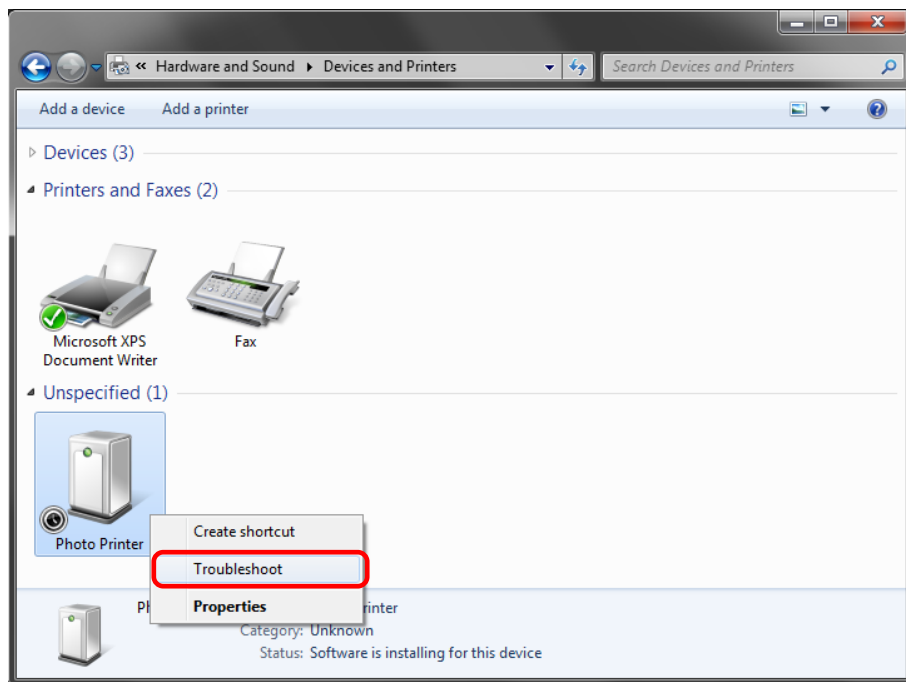 « Hardware and Sound Devices and Printers Search Devices and Printers
Add a device Add a printer
Devices (3)
Printers and Faxes (2)
Microsoft XPS
Document Writer
Fax
Unspecified (1)
Photo Printer
Create shortcut
Troubleshoot
Properties
Category: Unknown
Status: Software is installing for this device